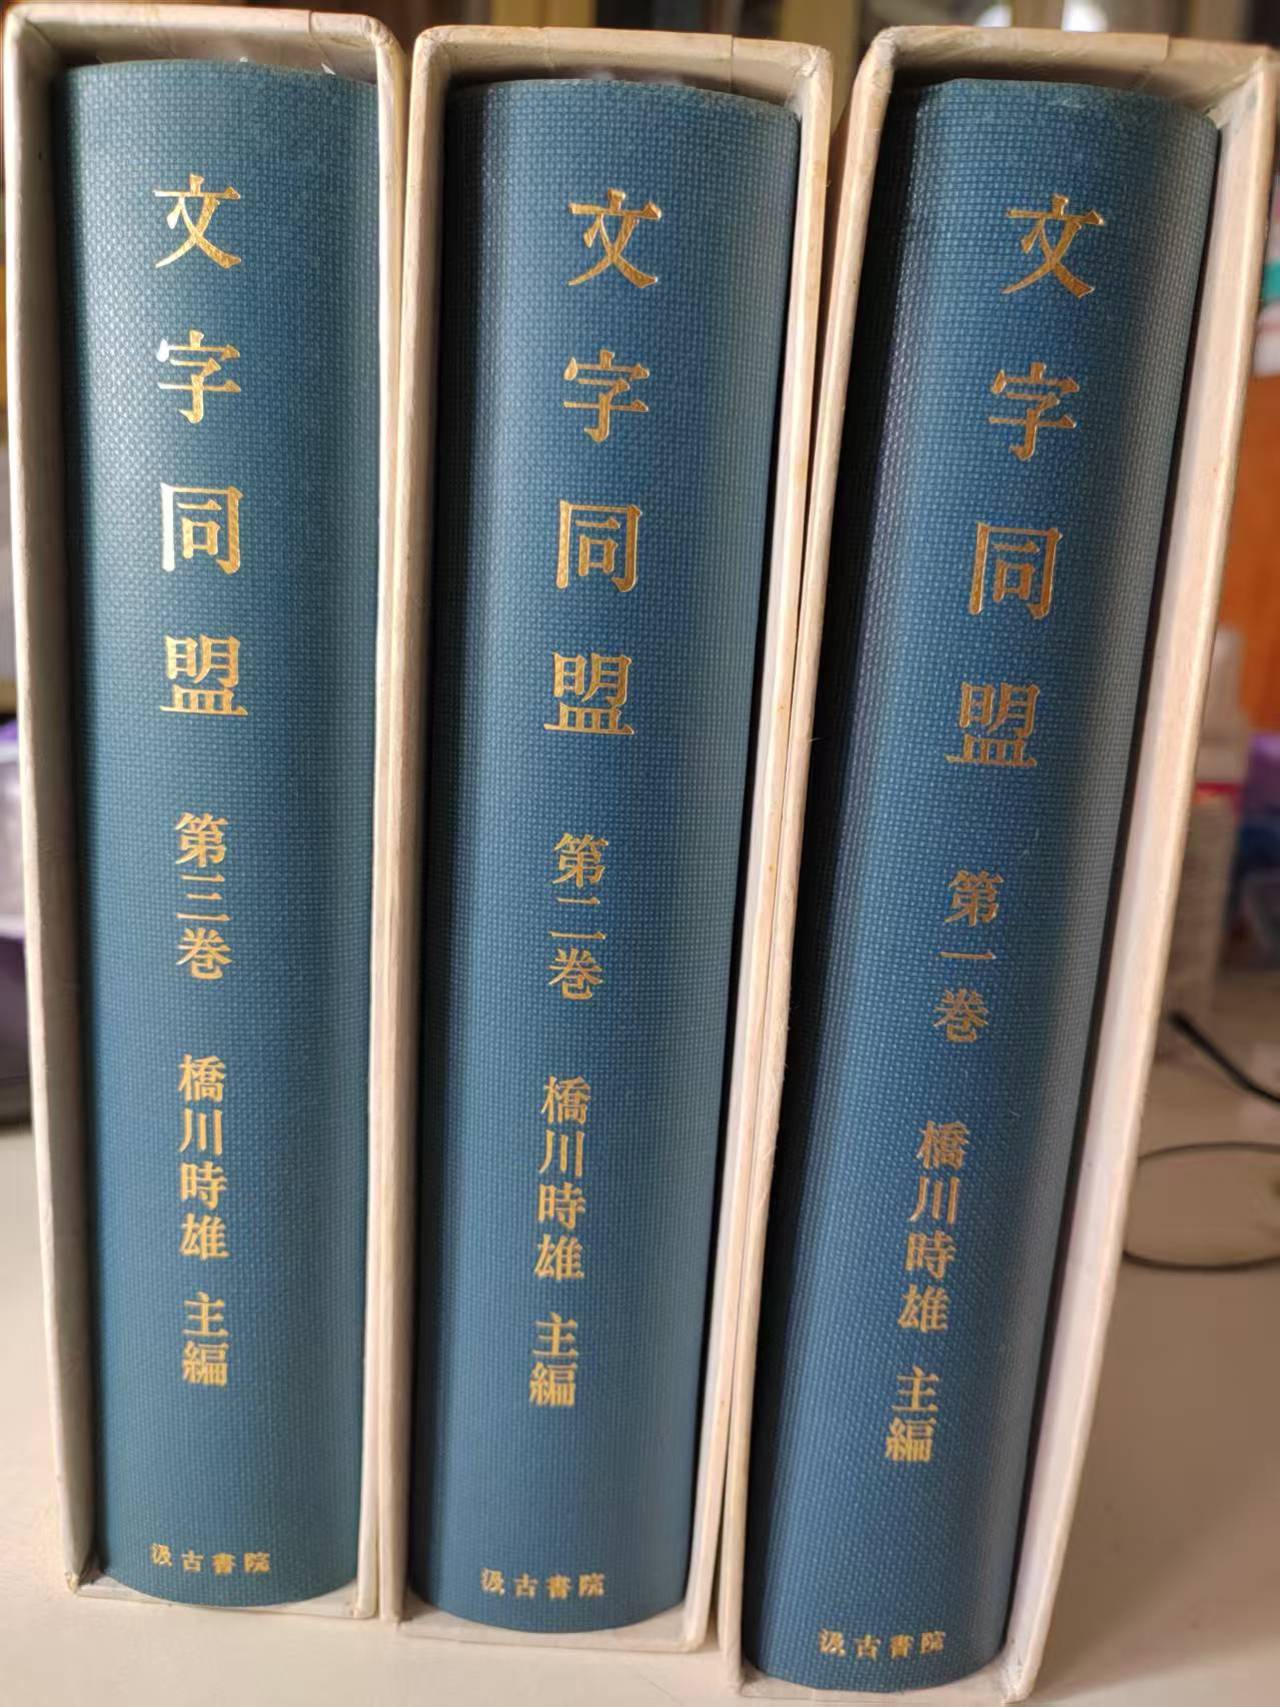 文字同盟 第三巻 橋川時雄 主編
汲古書院
文字同盟 第二巻 橋川時雄 主編
汲古書院
文字同盟 第一巻 橋川時雄 主編
汲古書院